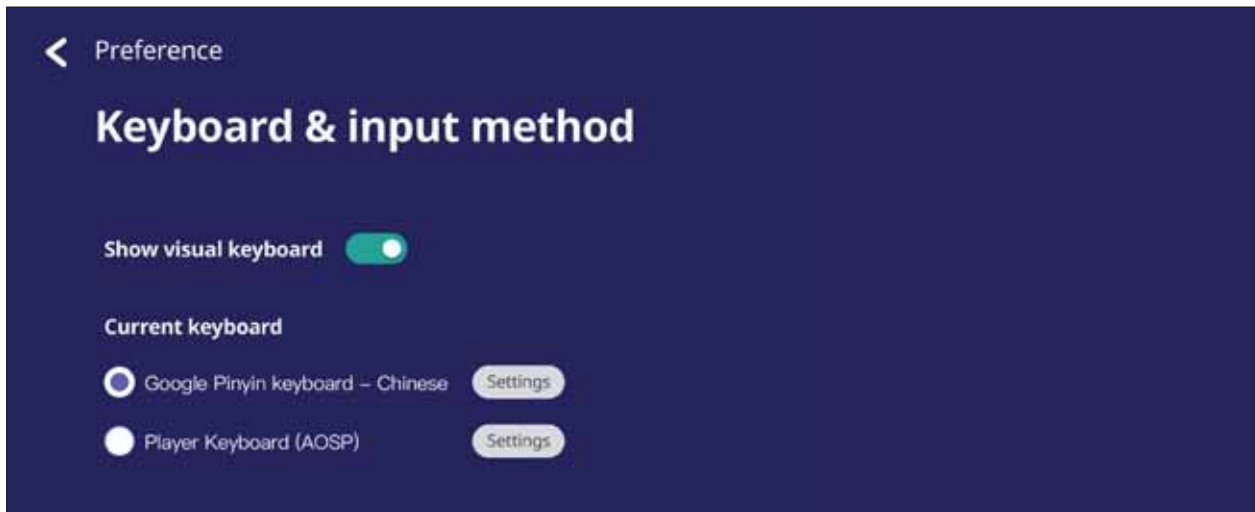 Preference
Keyboard & input method
Show visual keyboard
Current keyboard
Google Pinyin keyboard – Chinese Settings
Player Keyboard (AOSP) Settings